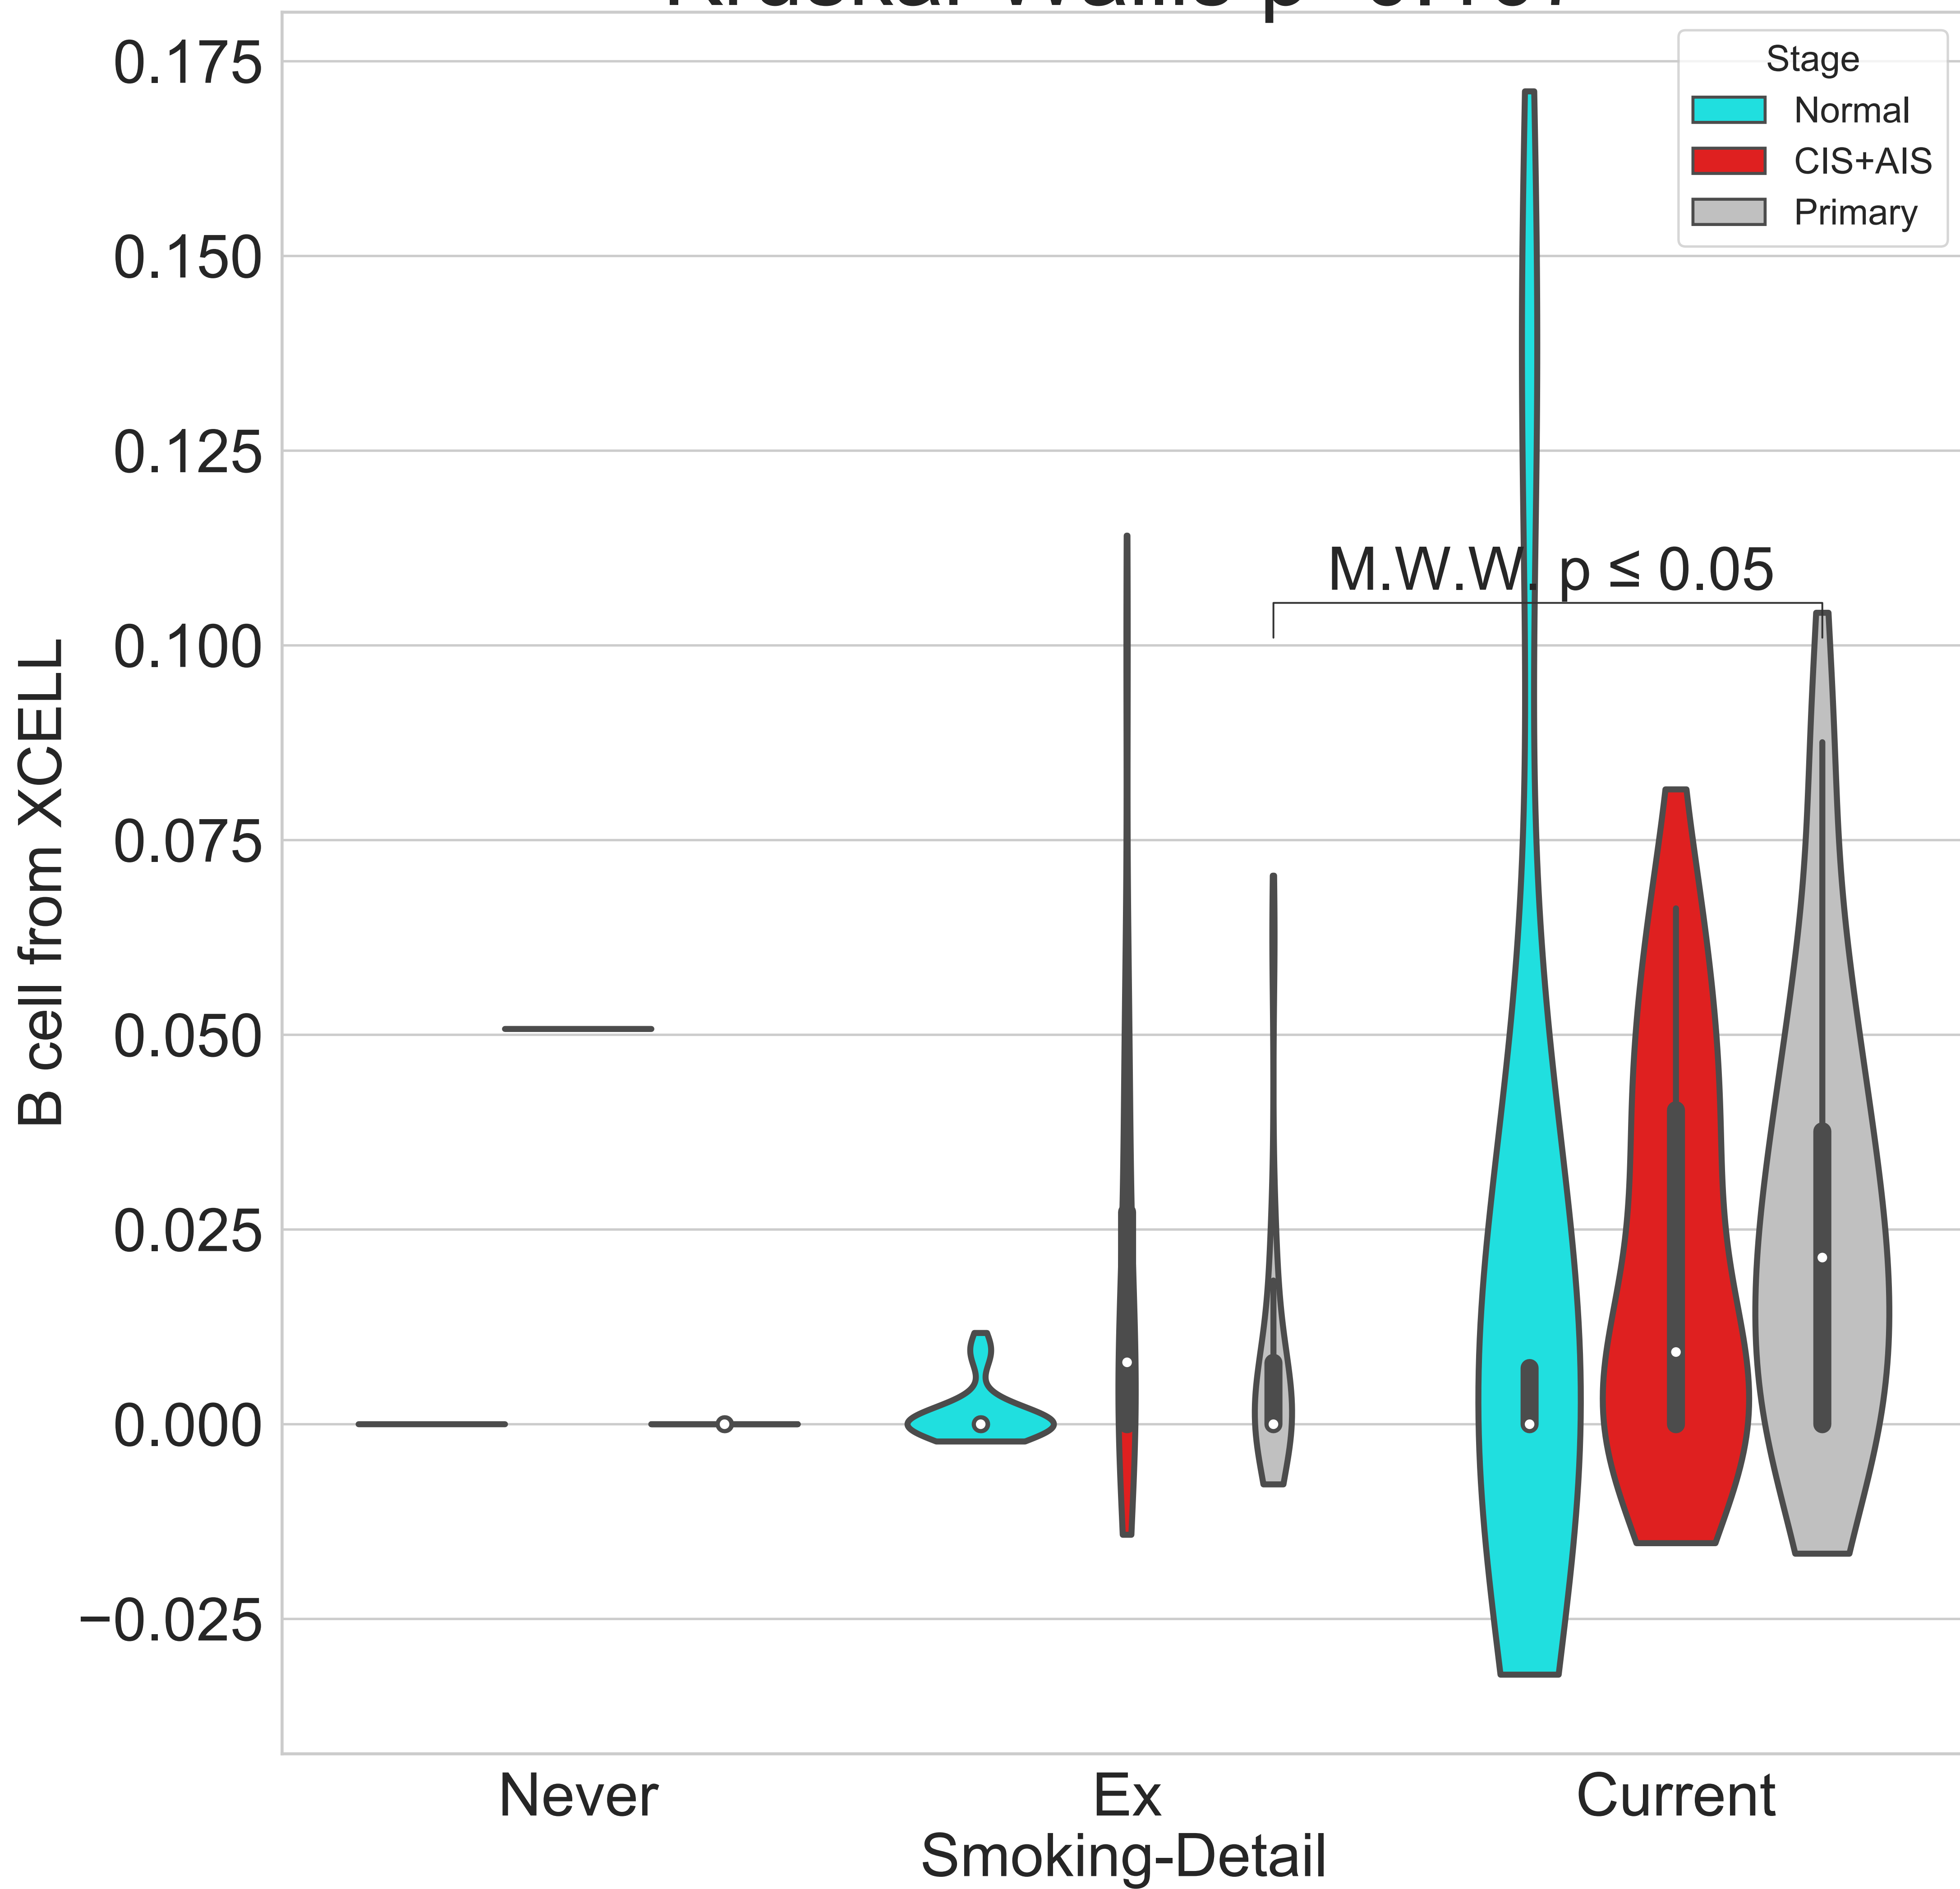 0.175
0.150
0.125
0.100
0.075
0.050
0.025
0.000
−0.025
B cell from XCELL
Stage
Normal
CIS+AIS
Primary
M.W.W. p ≤ 0.05
Never
Ex
Current
Smoking-Detail